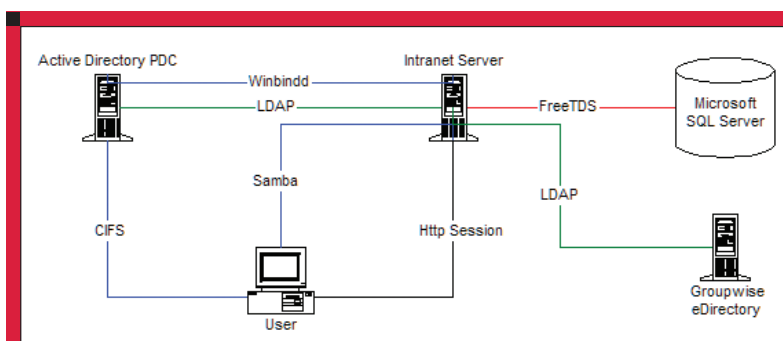 Active Directory PDC
Intranet Server
Winbindd
LDAP
FreeTDS
Microsoft
SQL Server
Samba
LDAP
CIFS
Http Session
User
Groupwise
eDirectory